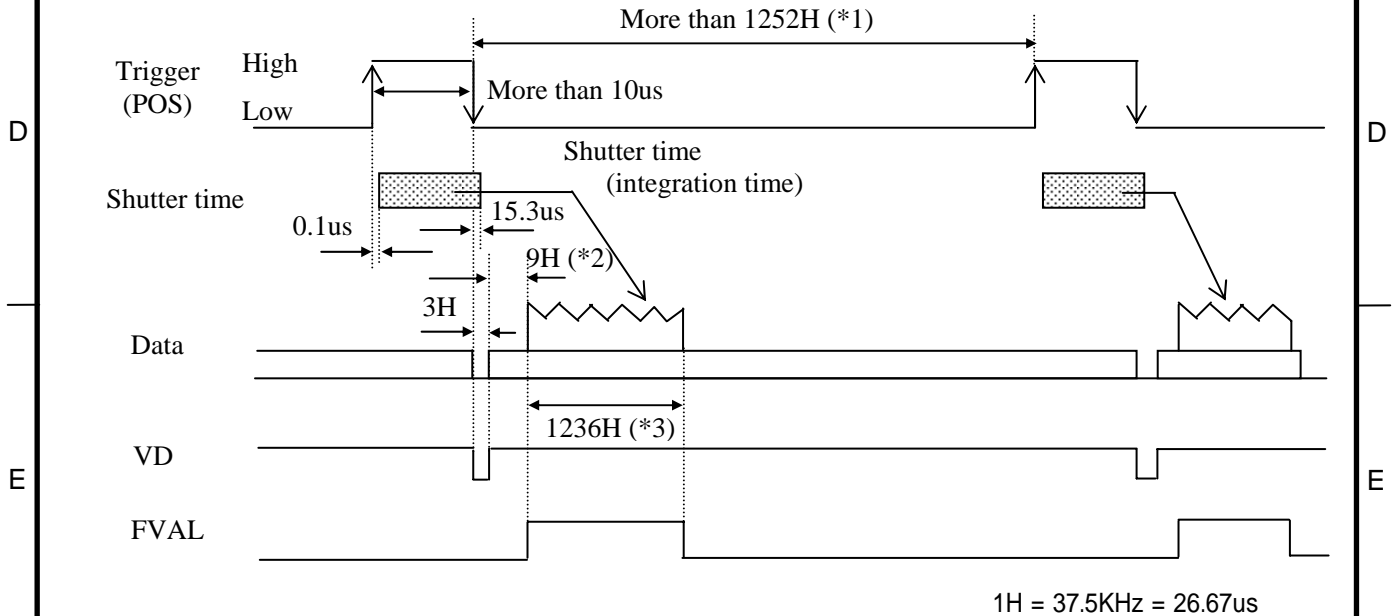 More than 1252H (*1)
Trigger
(POS)
High
Low
More than 10us
D
D
Shutter time
(integration time)
Shutter time
0.1us
15.3us
9H (*2)
3H
Data
1236H (*3)
VD
E
E
FVAL
1H = 37.5KHz = 26.67us